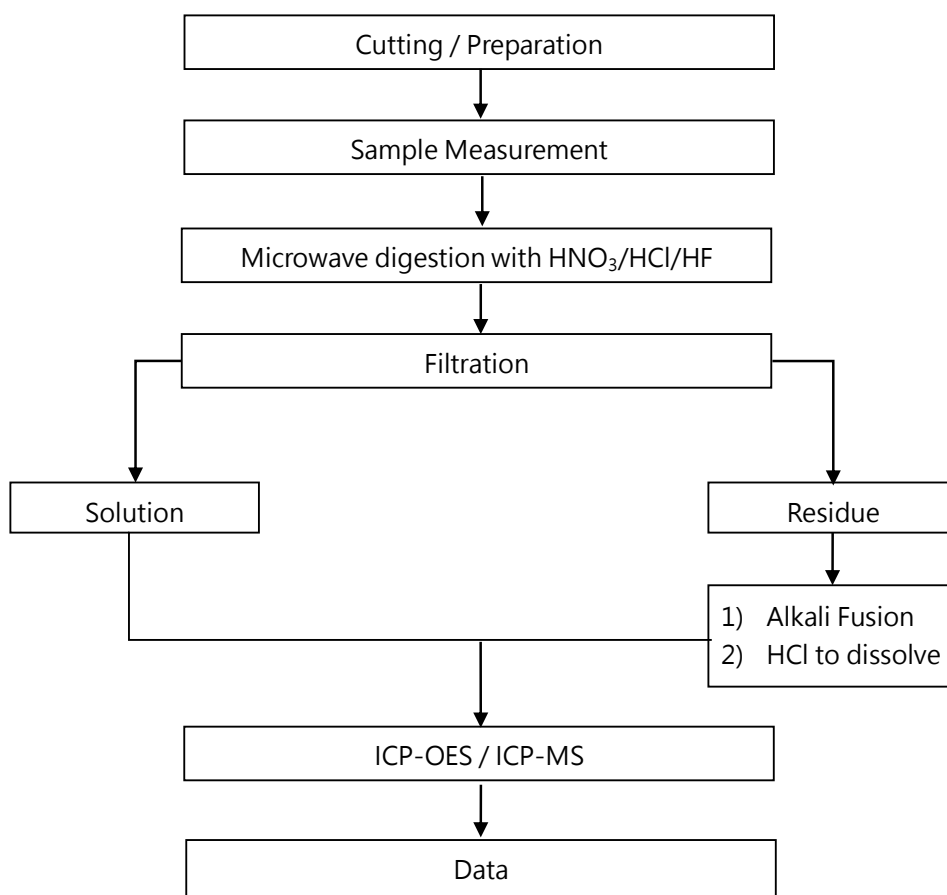 Cutting / Preparation
Sample Measurement
Microwave digestion with HNO₃/HCl/HF
Filtration
Solution
Residue
1) Alkali Fusion
2) HCl to dissolve
ICP-OES / ICP-MS
Data